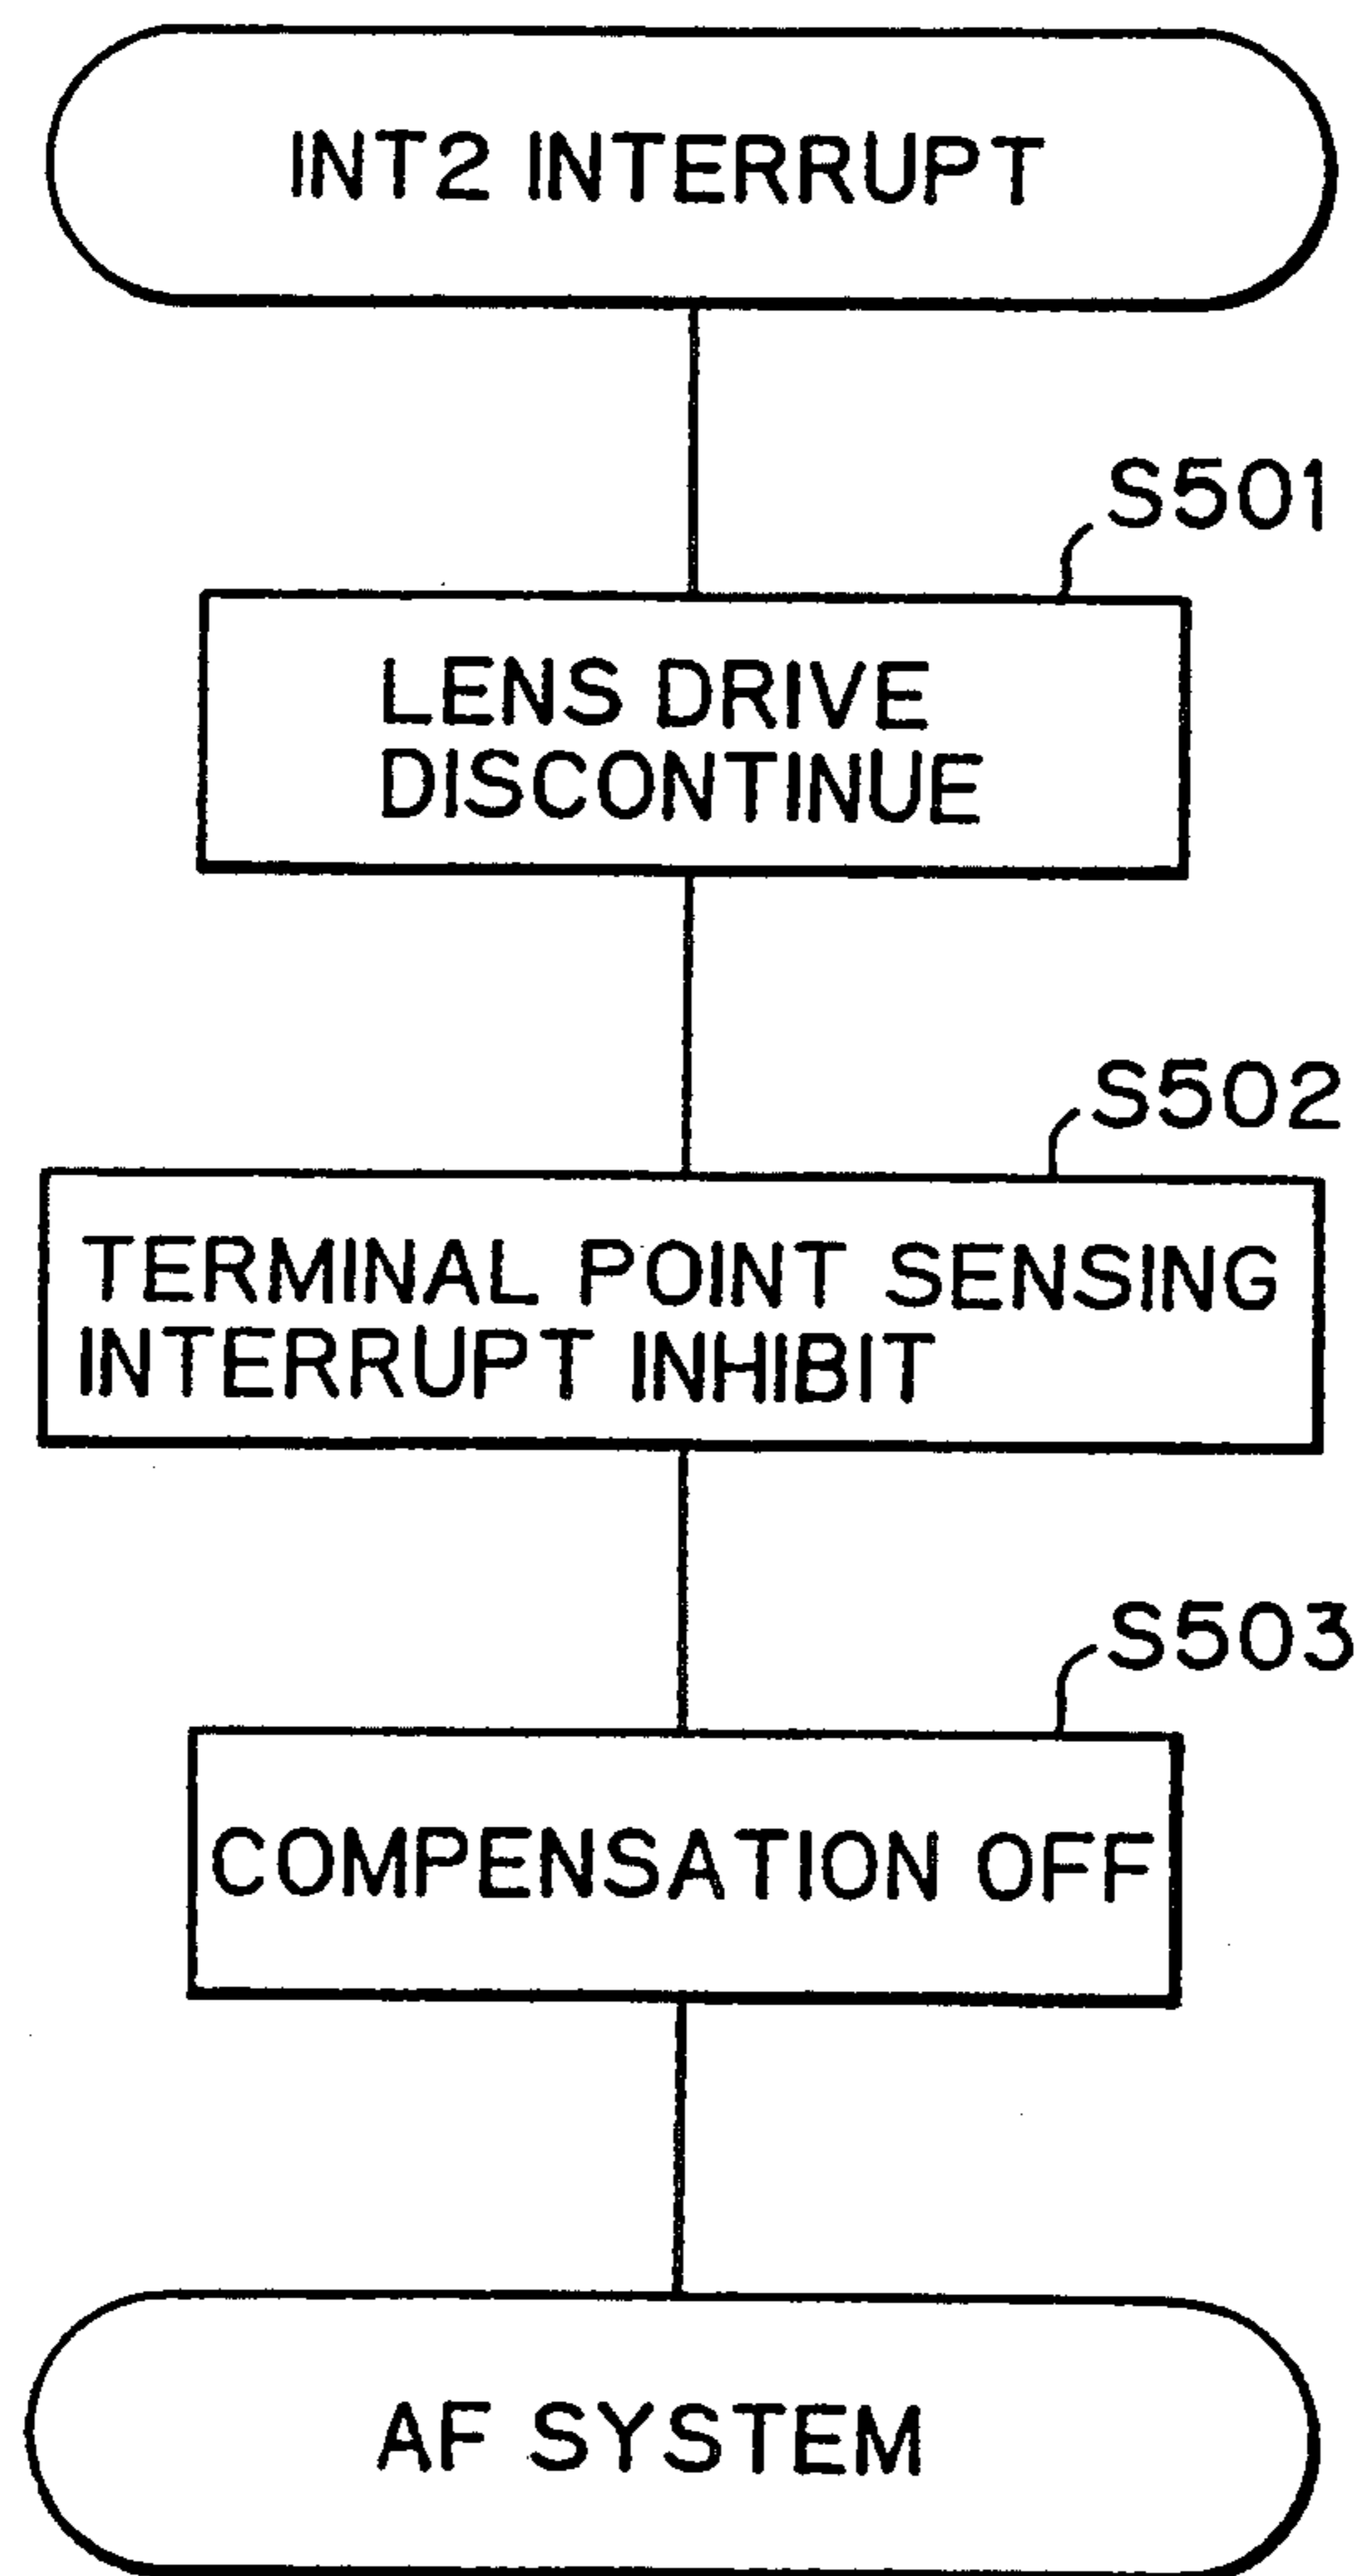 INT2 INTERRUPT
S501
LENS DRIVE
DISCONTINUE
S502
TERMINAL POINT SENSING
INTERRUPT INHIBIT
S503
COMPENSATION OFF
AF SYSTEM